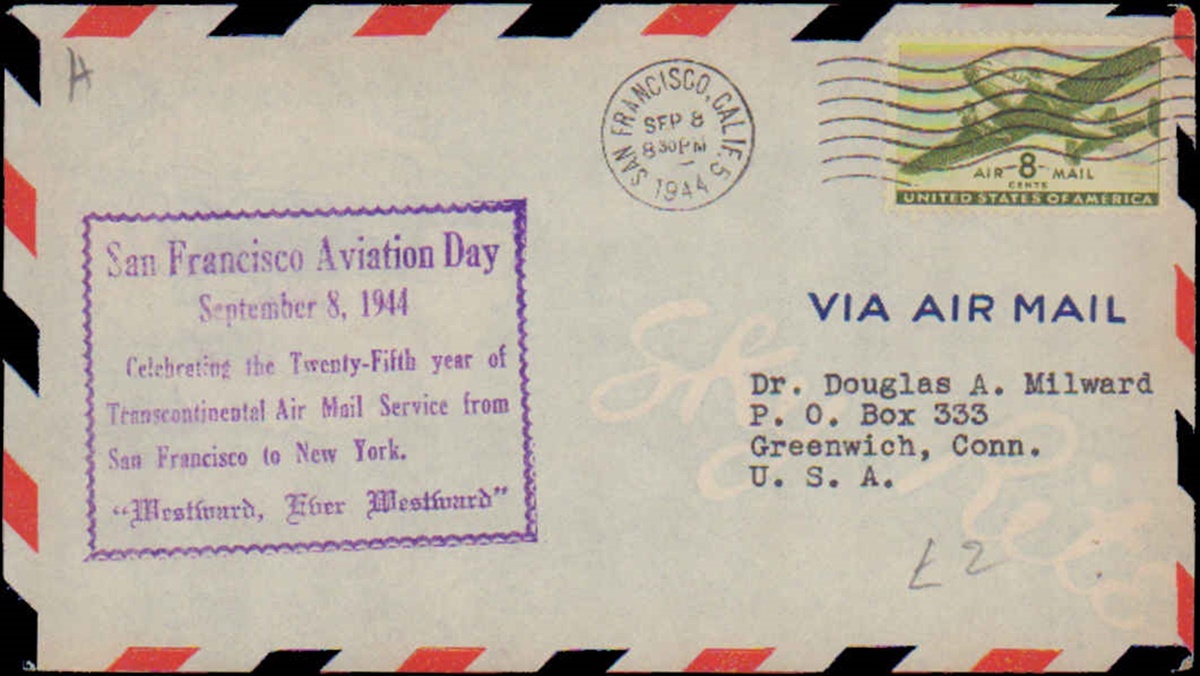 H
SAN FRANCISCO, CALIF. 5
SEP 8
8 30 PM
1944
AIR 8 MAIL
CENTS
UNITED STATES OF AMERICA
San Francisco Aviation Day
September 8, 1944
Celebrating the Twenty-Fifth year of
Transcontinental Air Mail Service from
San Francisco to New York.
"Westward, Ever Westward"
VIA AIR MAIL
Dr. Douglas A. Milward
P. O. Box 333
Greenwich, Conn.
U. S. A.
Sky Rite
£2